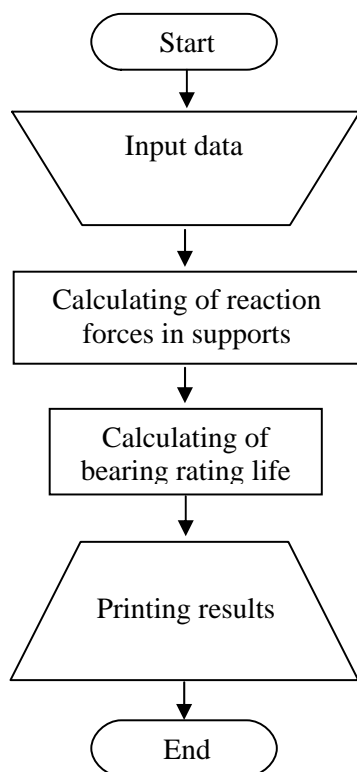 Start
Input data
Calculating of reaction
forces in supports
Calculating of
bearing rating life
Printing results
End